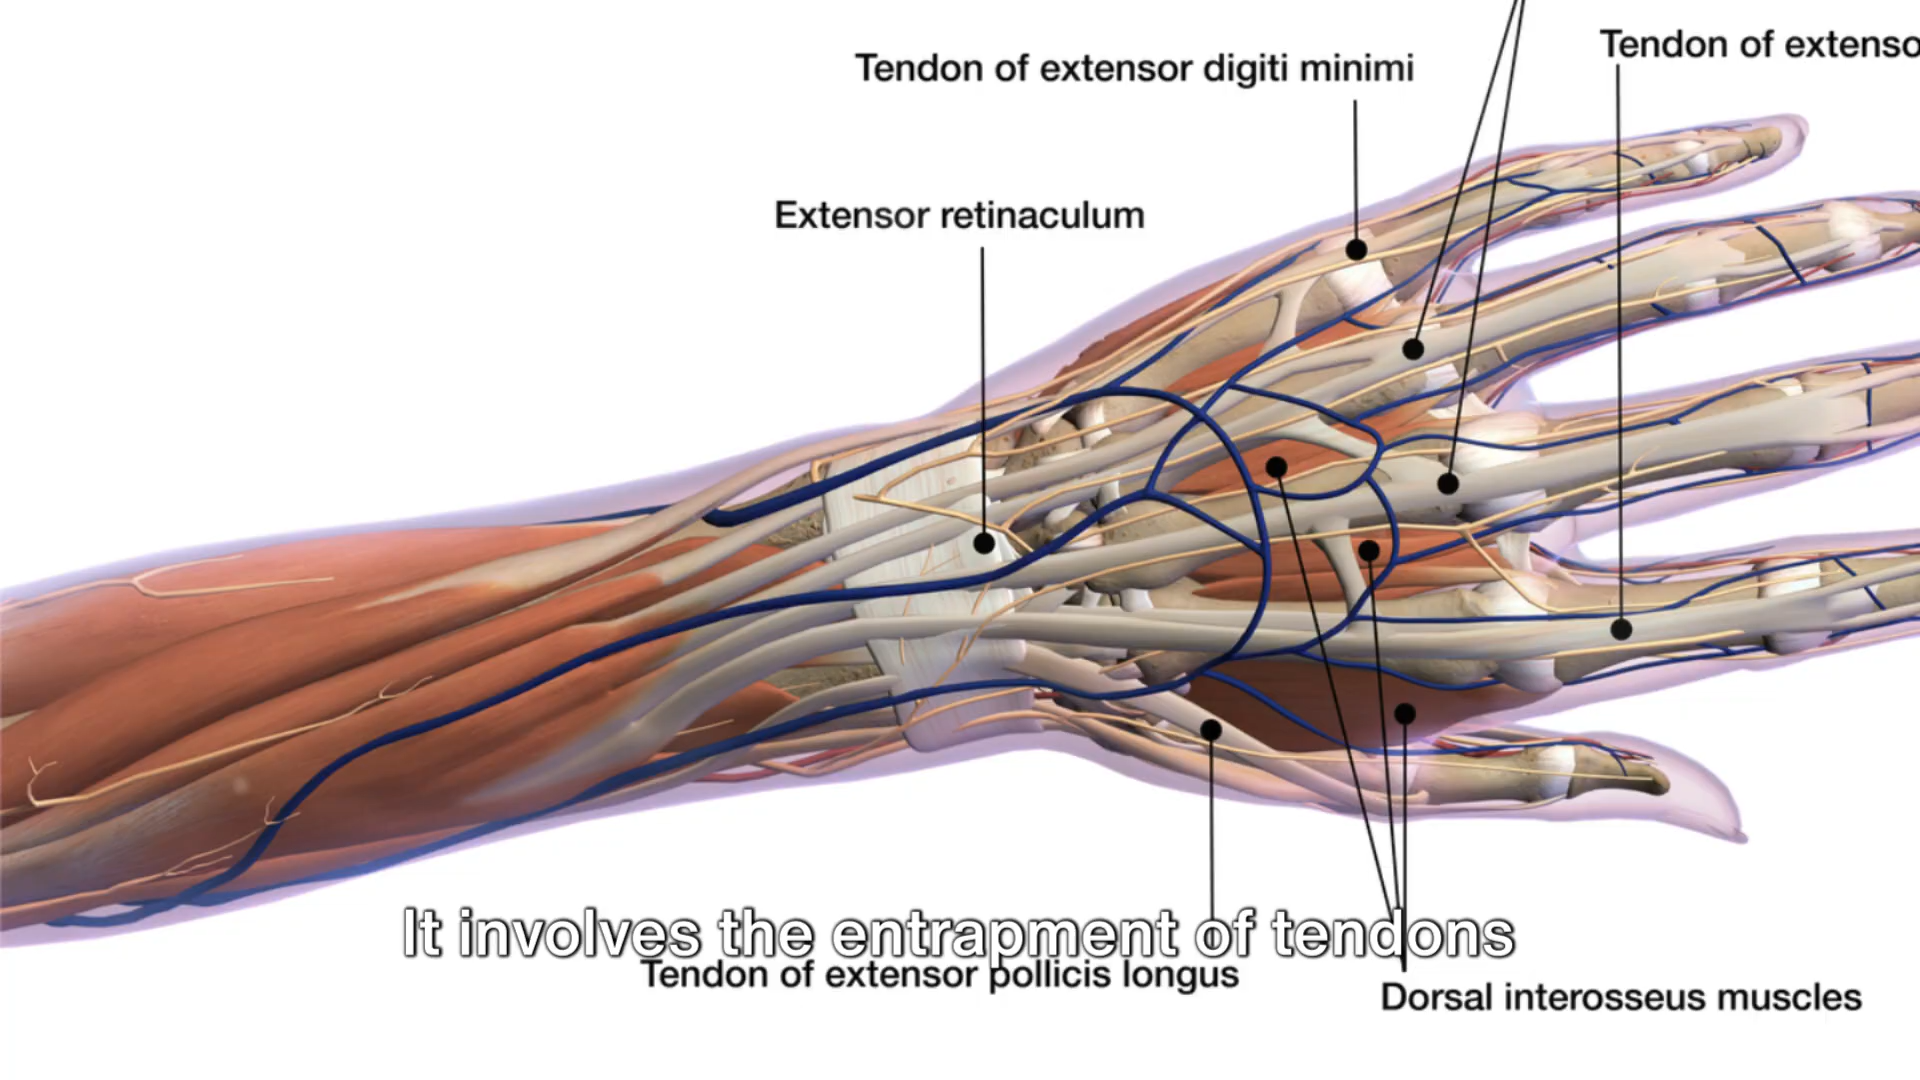 Tendon of extenso
Tendon of extensor digiti minimi
Extensor retinaculum
It involves the entrapment of tendons
Tendon of extensor pollicis longus
Dorsal interosseus muscles